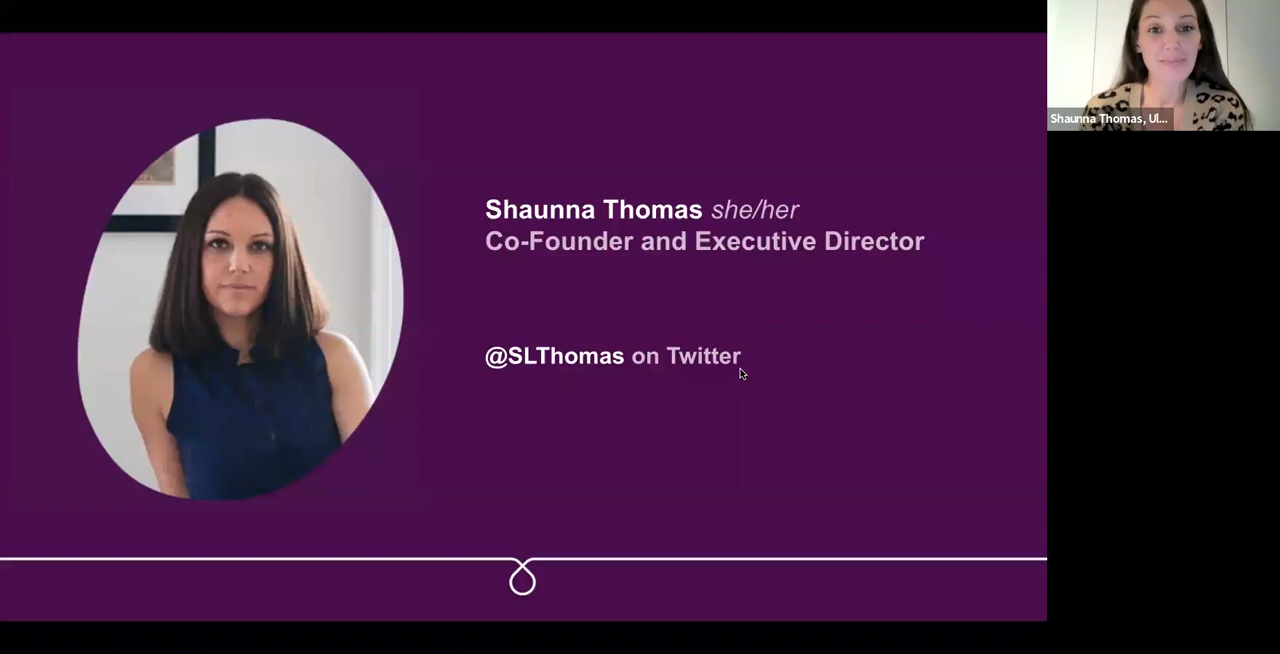 Shaunna Thomas she/her
Co-Founder and Executive Director
@SLThomas on Twitter
Shaunna Thomas, Ul...